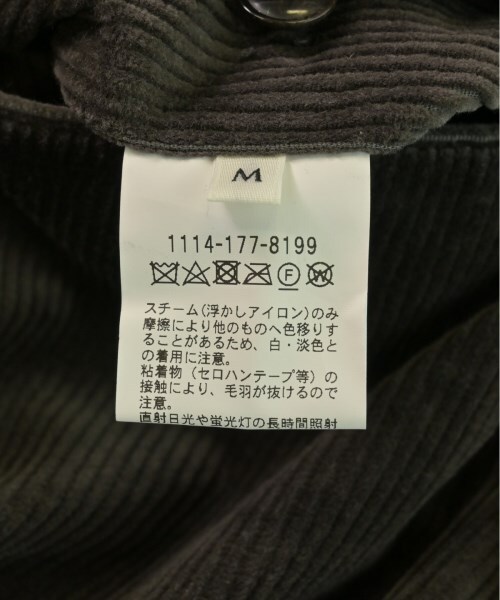 M
1114-177-8199
F W
スチーム(浮かしアイロン)のみ
摩擦により他のものへ色移りす
ることがあるため、白・淡色と
の着用に注意。
粘着物(セロハンテープ等)の
接触により、毛羽が抜けるので
注意。
直射日光や蛍光灯の長時間照射